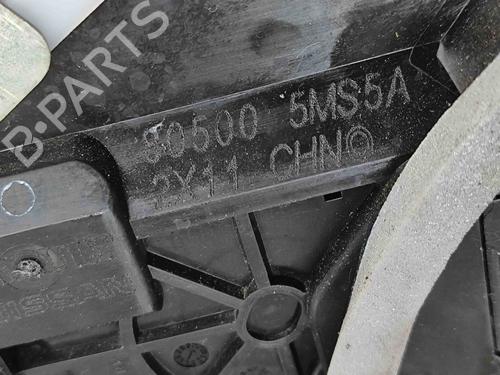 B-PARTS
80500 5MS5A
2X11 CHN
NISSAN